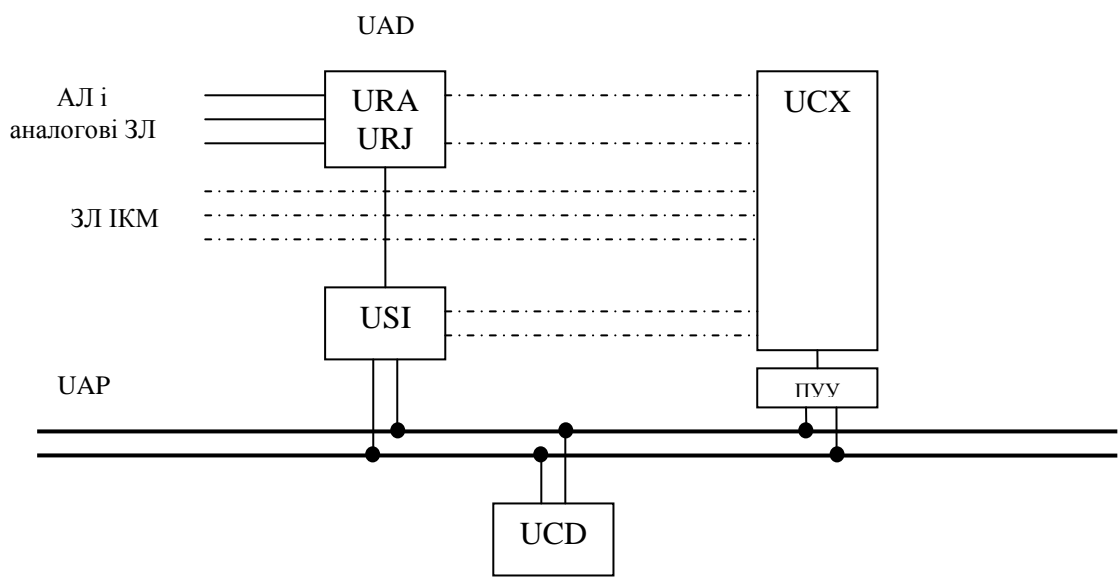 UAD
АЛ і
аналогові ЗЛ
URA
URJ
UCX
ЗЛ ІКМ
USI
UAP
ПУУ
UCD